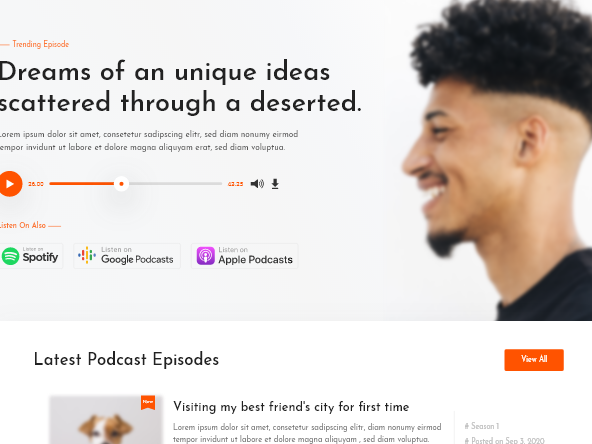 Trending Episode
Dreams of an unique ideas
scattered through a deserted.
Lorem ipsum dolor sit amet, consetetur sadipscing elitr, sed diam nonumy eirmod
tempor invidunt ut labore et dolore magna aliquyam erat, sed diam voluptua.
26:00 48:25
Listen On Also
Listen on
Spotify
Listen on
Google Podcasts
Listen on
Apple Podcasts
Latest Podcast Episodes
View All
New
Visiting my best friend's city for first time
Lorem ipsum dolor sit amet, consetetur sadipscing elitr, diam nonumy eirmod
tempor invidunt ut labore et dolore magna aliquyam , sed diam voluptua.
# Season 1
# Posted on Sep 3, 2020